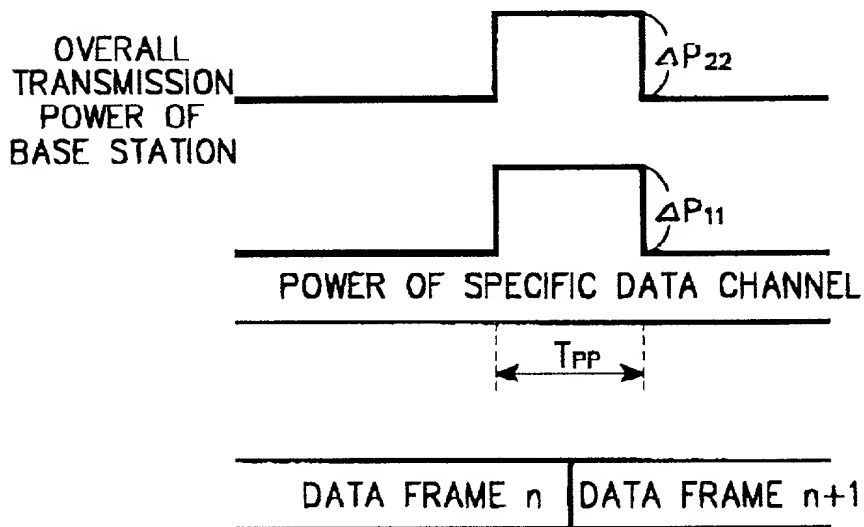 OVERALL
TRANSMISSION
POWER OF
BASE STATION
ΔP22
ΔP11
POWER OF SPECIFIC DATA CHANNEL
TPP
DATA FRAME n
DATA FRAME n+1